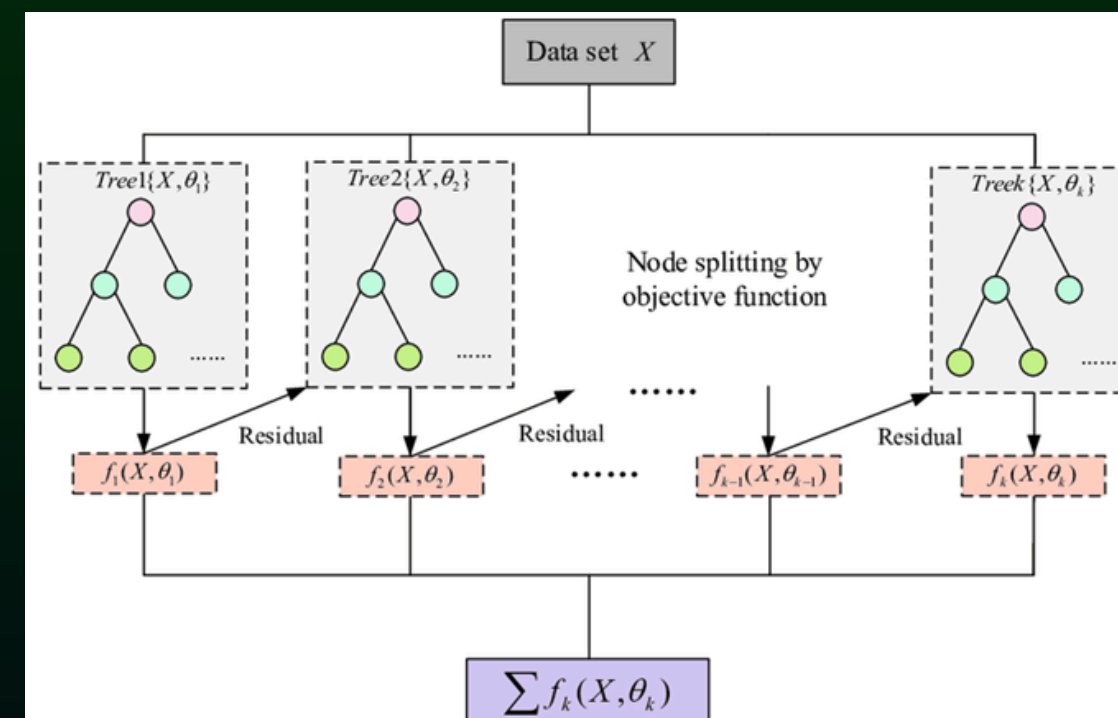 Data set X
Tree1{X,θ₁}
Tree2{X,θ₂}
Treek{X,θₖ}
Node splitting by
objective function
......
......
......
......
Residual
Residual
Residual
f₁(X,θ₁)
f₂(X,θ₂)
......
fₖ₋₁(X,θₖ₋₁)
fₖ(X,θₖ)
∑fₖ(X,θₖ)